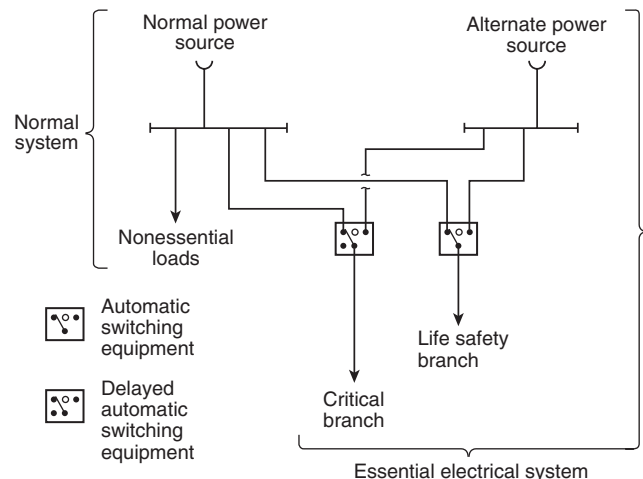 Normal power
source
Alternate power
source
Normal
system
Nonessential
loads
Automatic
switching
equipment
Life safety
branch
Delayed
automatic
switching
equipment
Critical
branch
Essential electrical system